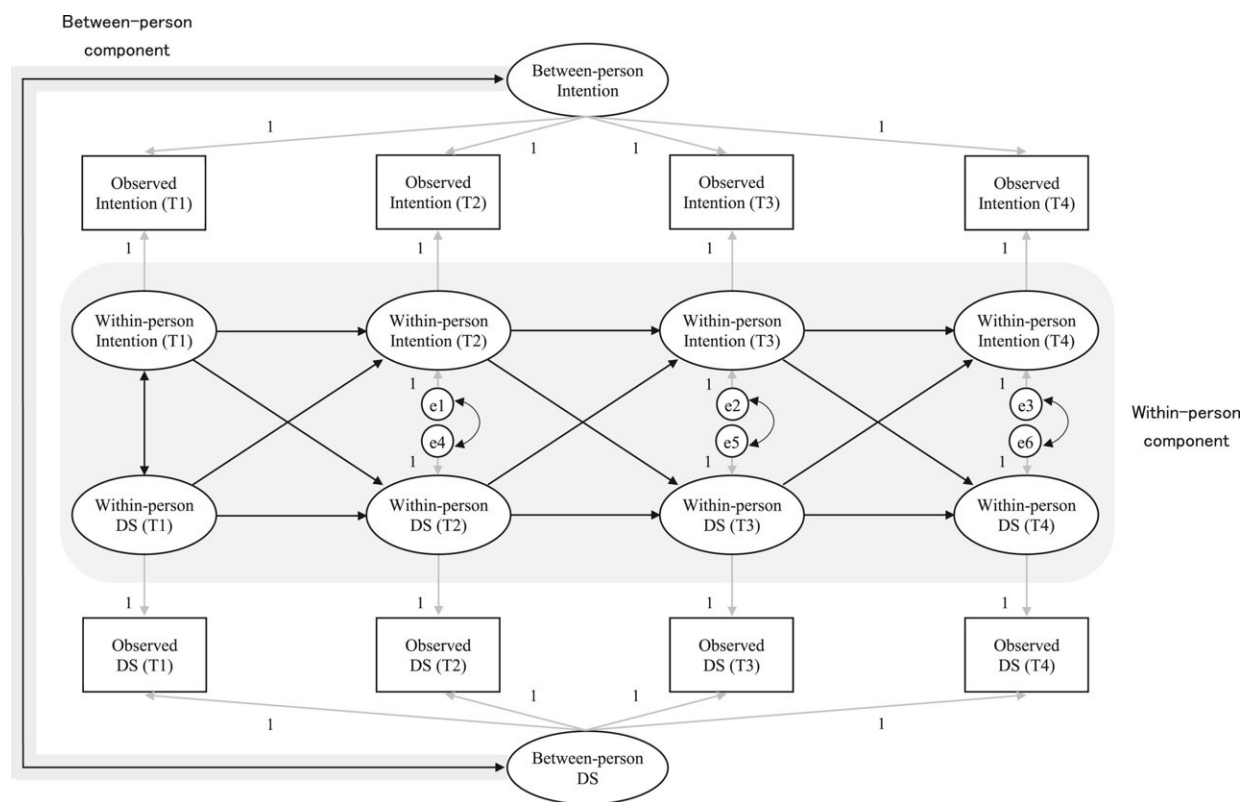 Between-person
component
Between-person
Intention
1
1
1
1
Observed
Intention (T1)
Observed
Intention (T2)
Observed
Intention (T3)
Observed
Intention (T4)
1
1
1
1
Within-person
Intention (T1)
Within-person
Intention (T2)
Within-person
Intention (T3)
Within-person
Intention (T4)
1
1
1
e1
e2
e3
Within-person
component
e4
e5
e6
1
1
1
Within-person
DS (T1)
Within-person
DS (T2)
Within-person
DS (T3)
Within-person
DS (T4)
1
1
1
1
Observed
DS (T1)
Observed
DS (T2)
Observed
DS (T3)
Observed
DS (T4)
1
1
1
1
Between-person
DS